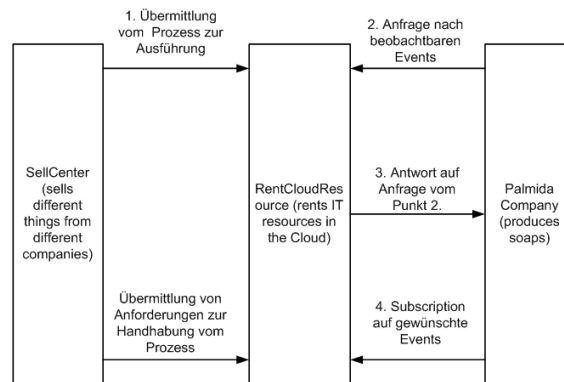 1. Übermittlung
vom Prozess zur
Ausführung
2. Anfrage nach
beobachtbaren
Events
SellCenter
(sells
different
things from
different
companies)
RentCloudRes
ource (rents IT
resources in
the Cloud)
3. Antwort auf
Anfrage vom
Punkt 2.
Palmida
Company
(produces
soaps)
Übermittlung von
Anforderungen zur
Handhabung vom
Prozess
4. Subscription
auf gewünschte
Events